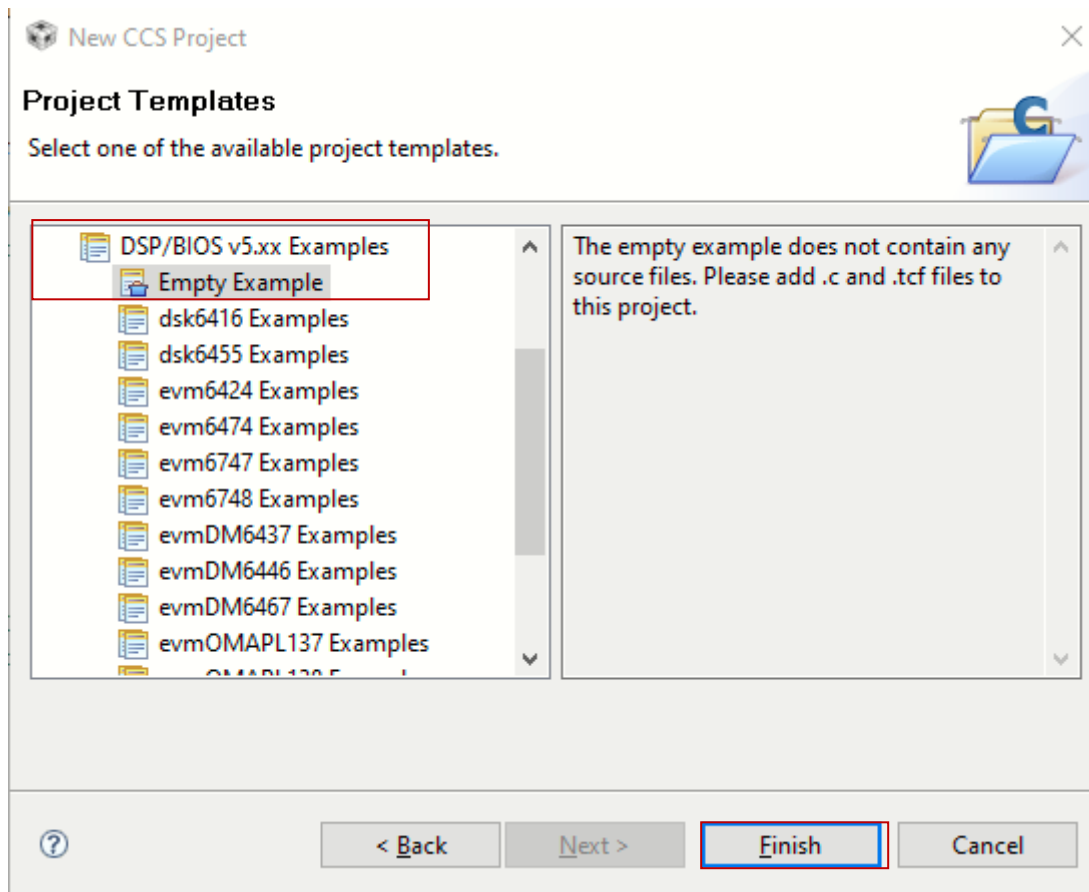 New CCS Project
Project Templates
Select one of the available project templates.
DSP/BIOS v5.xx Examples
Empty Example
dsk6416 Examples
dsk6455 Examples
evm6424 Examples
evm6474 Examples
evm6747 Examples
evm6748 Examples
evmDM6437 Examples
evmDM6446 Examples
evmDM6467 Examples
evmOMAPL137 Examples
The empty example does not contain any
source files. Please add .c and .tcf files to
this project.
< Back
Next >
Finish
Cancel